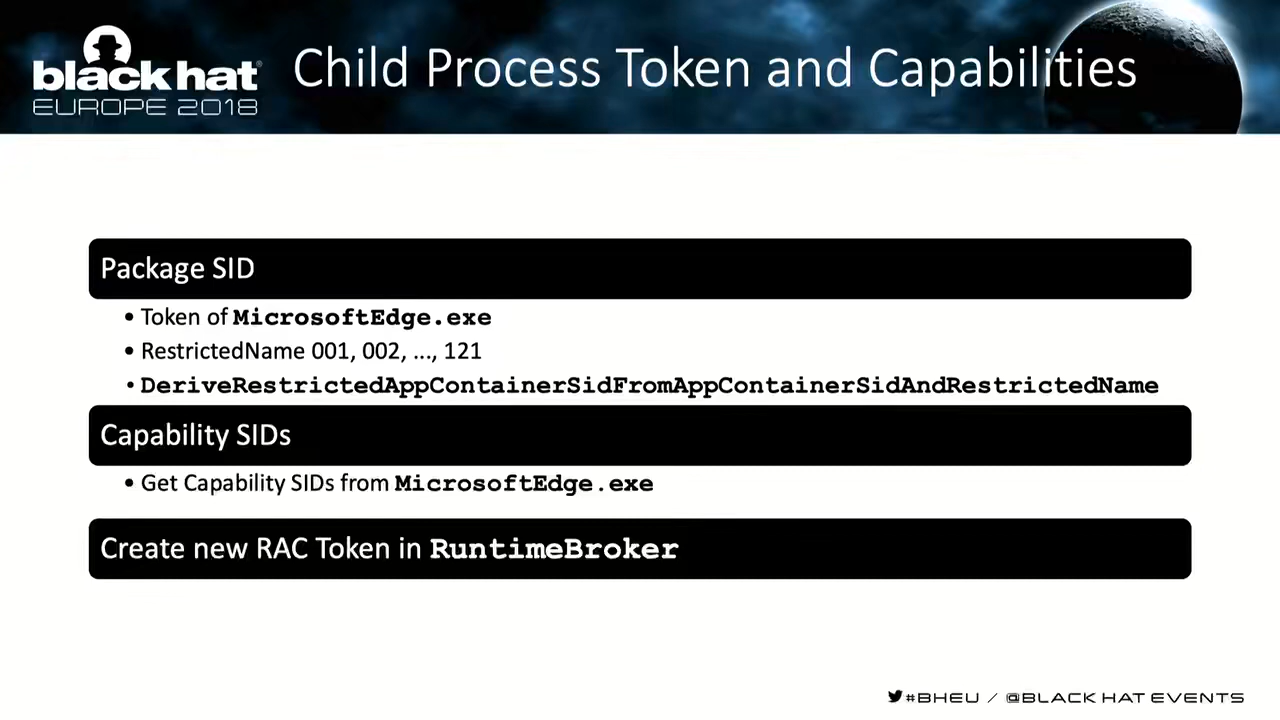 black hat®
EUROPE 2018
Child Process Token and Capabilities
Package SID
• Token of MicrosoftEdge.exe
• RestrictedName 001, 002, ..., 121
• DeriveRestrictedAppContainerSidFromAppContainerSidAndRestrictedName
Capability SIDs
• Get Capability SIDs from MicrosoftEdge.exe
Create new RAC Token in RuntimeBroker
#BHEU / @BLACK HAT EVENTS